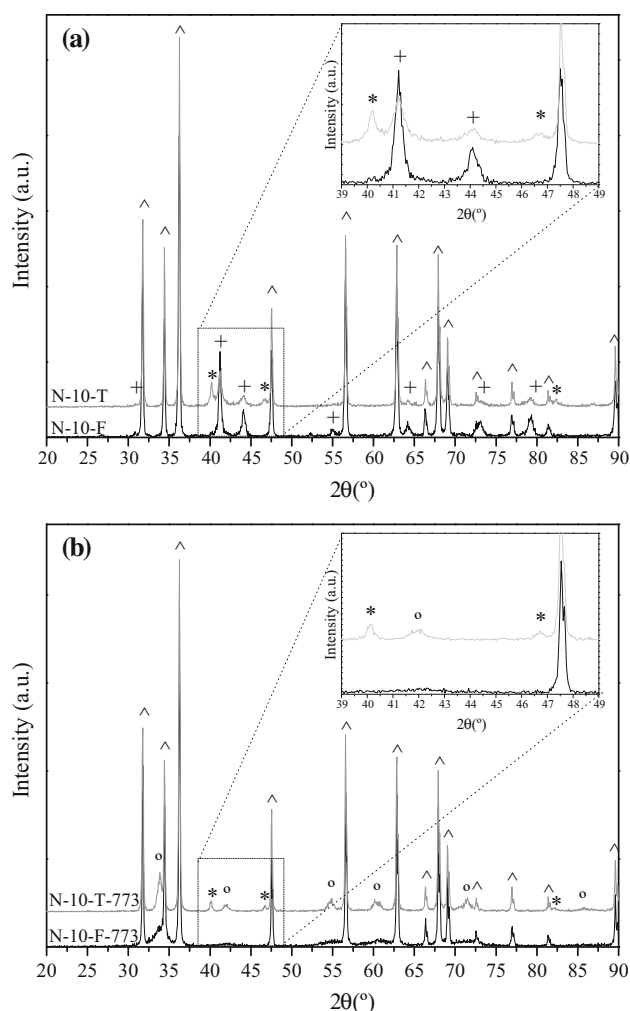 (a)
Intensity (a.u.)
^
^
^
+
*
+
+
*
^
+
^
^
+
^
^
^
+
^
+
^
*
^
N-10-T
N-10-F
20 25 30 35 40 45 50 55 60 65 70 75 80 85 90
2θ(º)
Intensity (a.u.)
*
+
+
*
39 40 41 42 43 44 45 46 47 48 49
2θ(º)
(b)
Intensity (a.u.)
^
o
^
^
*
o
*
^
o
^
o
^
^
^
^
o
^
^
^
*
o
^
N-10-T-773
N-10-F-773
20 25 30 35 40 45 50 55 60 65 70 75 80 85 90
2θ(º)
Intensity (a.u.)
*
o
*
39 40 41 42 43 44 45 46 47 48 49
2θ(º)